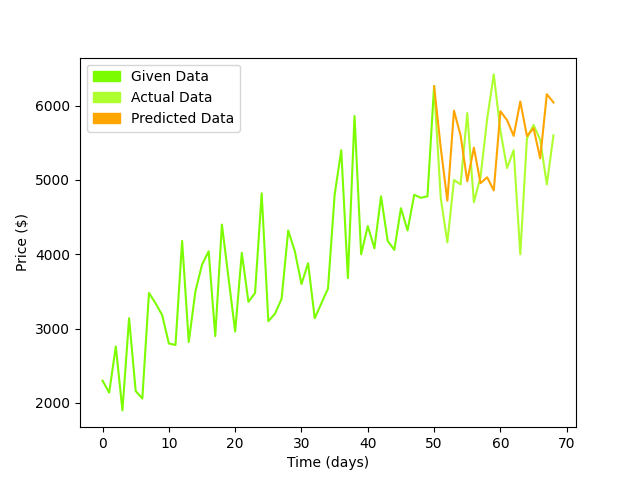 Given Data
Actual Data
Predicted Data
6000
5000
4000
3000
2000
Price ($)
0 10 20 30 40 50 60 70
Time (days)